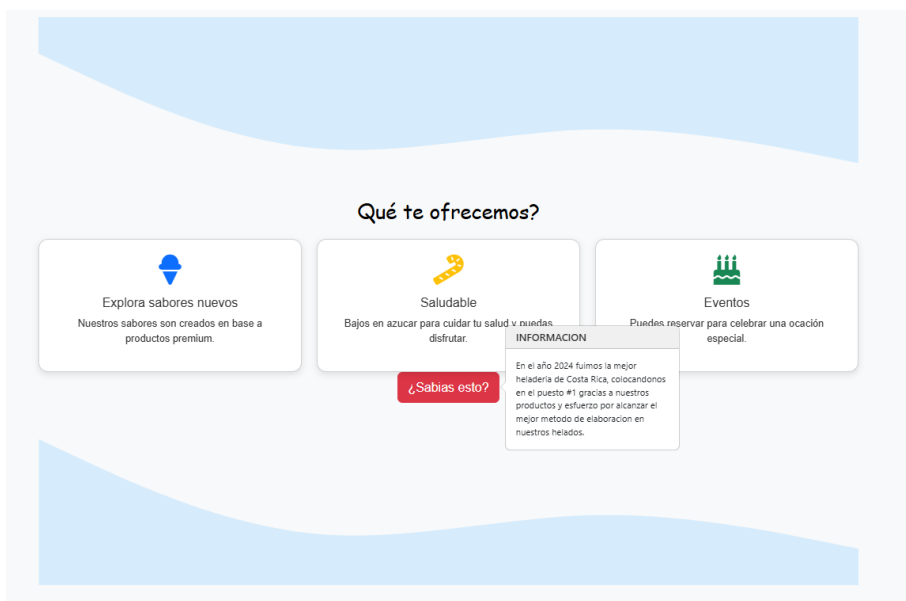 Qué te ofrecemos?
Explora sabores nuevos
Nuestros sabores son creados en base a
productos premium.
Saludable
Bajos en azucar para cuidar tu salud y puedas
disfrutar.
Eventos
Puedes reservar para celebrar una ocación
especial.
¿Sabias esto?
INFORMACION
En el año 2024 fuimos la mejor
heladería de Costa Rica, colocandonos
en el puesto #1 gracias a nuestros
productos y esfuerzo por alcanzar el
mejor metodo de elaboracion en
nuestros helados.